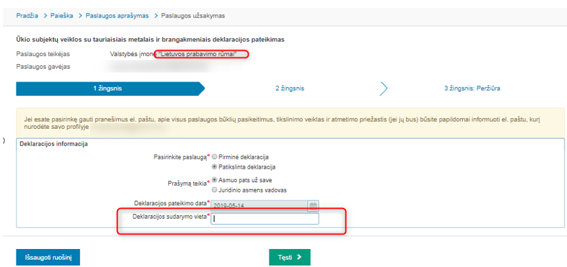 Pradžia > Paieška > Paslaugos aprašymas > Paslaugos užsakymas
Ūkio subjektų veiklos su tauriaisiais metalais ir brangakmeniais deklaracijos pateikimas
Paslaugos teikėjas Valstybės įmonė "Lietuvos prabavimo rūmai"
Paslaugos gavėjas
1 žingsnis 2 žingsnis 3 žingsnis: Peržiūra
Jei esate pasirinkę gauti pranešimus el. paštu, apie visus paslaugos būklių pasikeitimus, tikslinimo veiklas ir atmetimo priežastis (jei jų bus) būsite papildomai informuoti el. paštu, kurį
nurodėte savo profilyje
)
Deklaracijos informacija
Pasirinkite paslaugą* Pirminė deklaracija
Patikslinta deklaracija
Prašymą teikia* Asmuo pats už save
Juridinio asmens vadovas
Deklaracijos pateikimo data* 2019-05-14
Deklaracijos sudarymo vieta*
Išsaugoti ruošinį Tęsti >